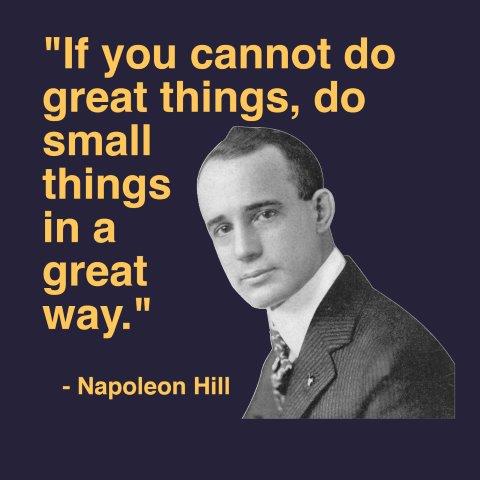 "If you cannot do
great things, do
small
things
in a
great
way."
- Napoleon Hill